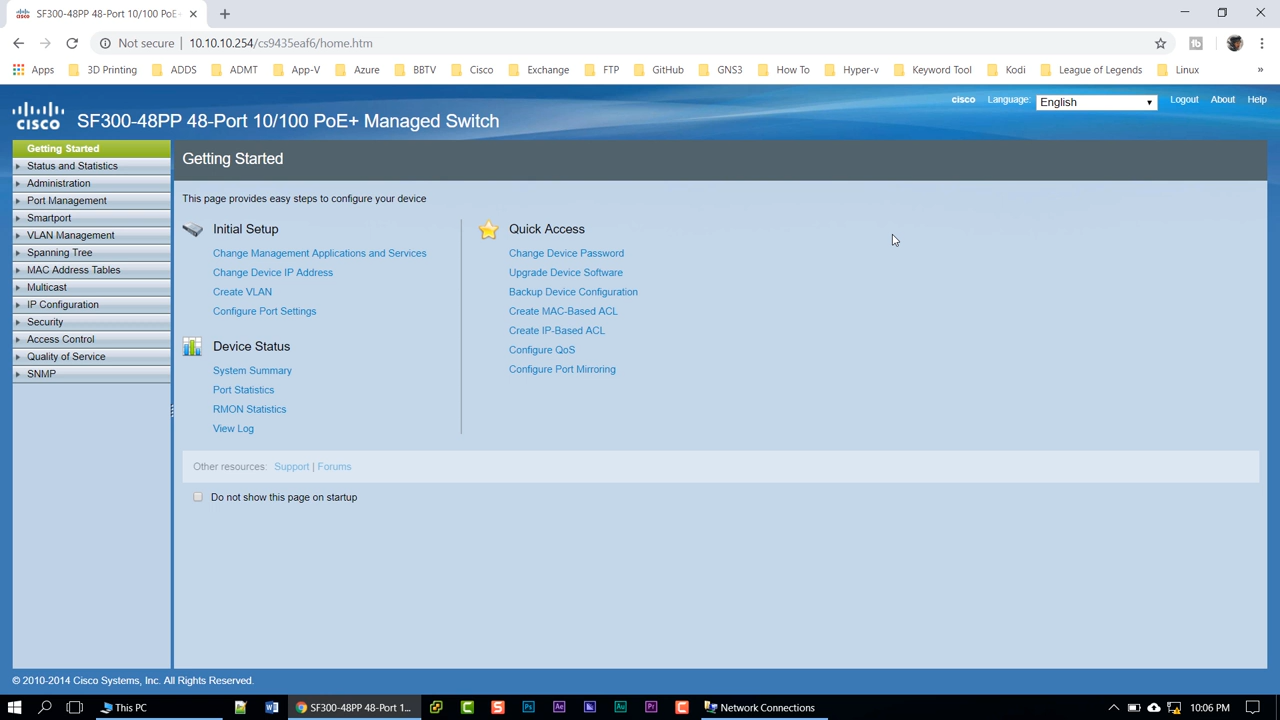 SF300-48PP 48-Port 10/100 PoE
Not secure 10.10.10.254/cs9435eaf6/home.htm
Apps 3D Printing ADDS ADMT App-V Azure BBTV Cisco Exchange FTP GitHub GNS3 How To Hyper-v Keyword Tool Kodi League of Legends Linux »
cisco Language: English Logout About Help
CISCO SF300-48PP 48-Port 10/100 PoE+ Managed Switch
Getting Started
Status and Statistics
Administration
Port Management
Smartport
VLAN Management
Spanning Tree
MAC Address Tables
Multicast
IP Configuration
Security
Access Control
Quality of Service
SNMP
Getting Started
This page provides easy steps to configure your device
Initial Setup
Change Management Applications and Services
Change Device IP Address
Create VLAN
Configure Port Settings
Device Status
System Summary
Port Statistics
RMON Statistics
View Log
Quick Access
Change Device Password
Upgrade Device Software
Backup Device Configuration
Create MAC-Based ACL
Create IP-Based ACL
Configure QoS
Configure Port Mirroring
Other resources: Support | Forums
Do not show this page on startup
© 2010-2014 Cisco Systems, Inc. All Rights Reserved.
This PC SF300-48PP 48-Port 1... Ps Ae Au Pr Network Connections 10:06 PM